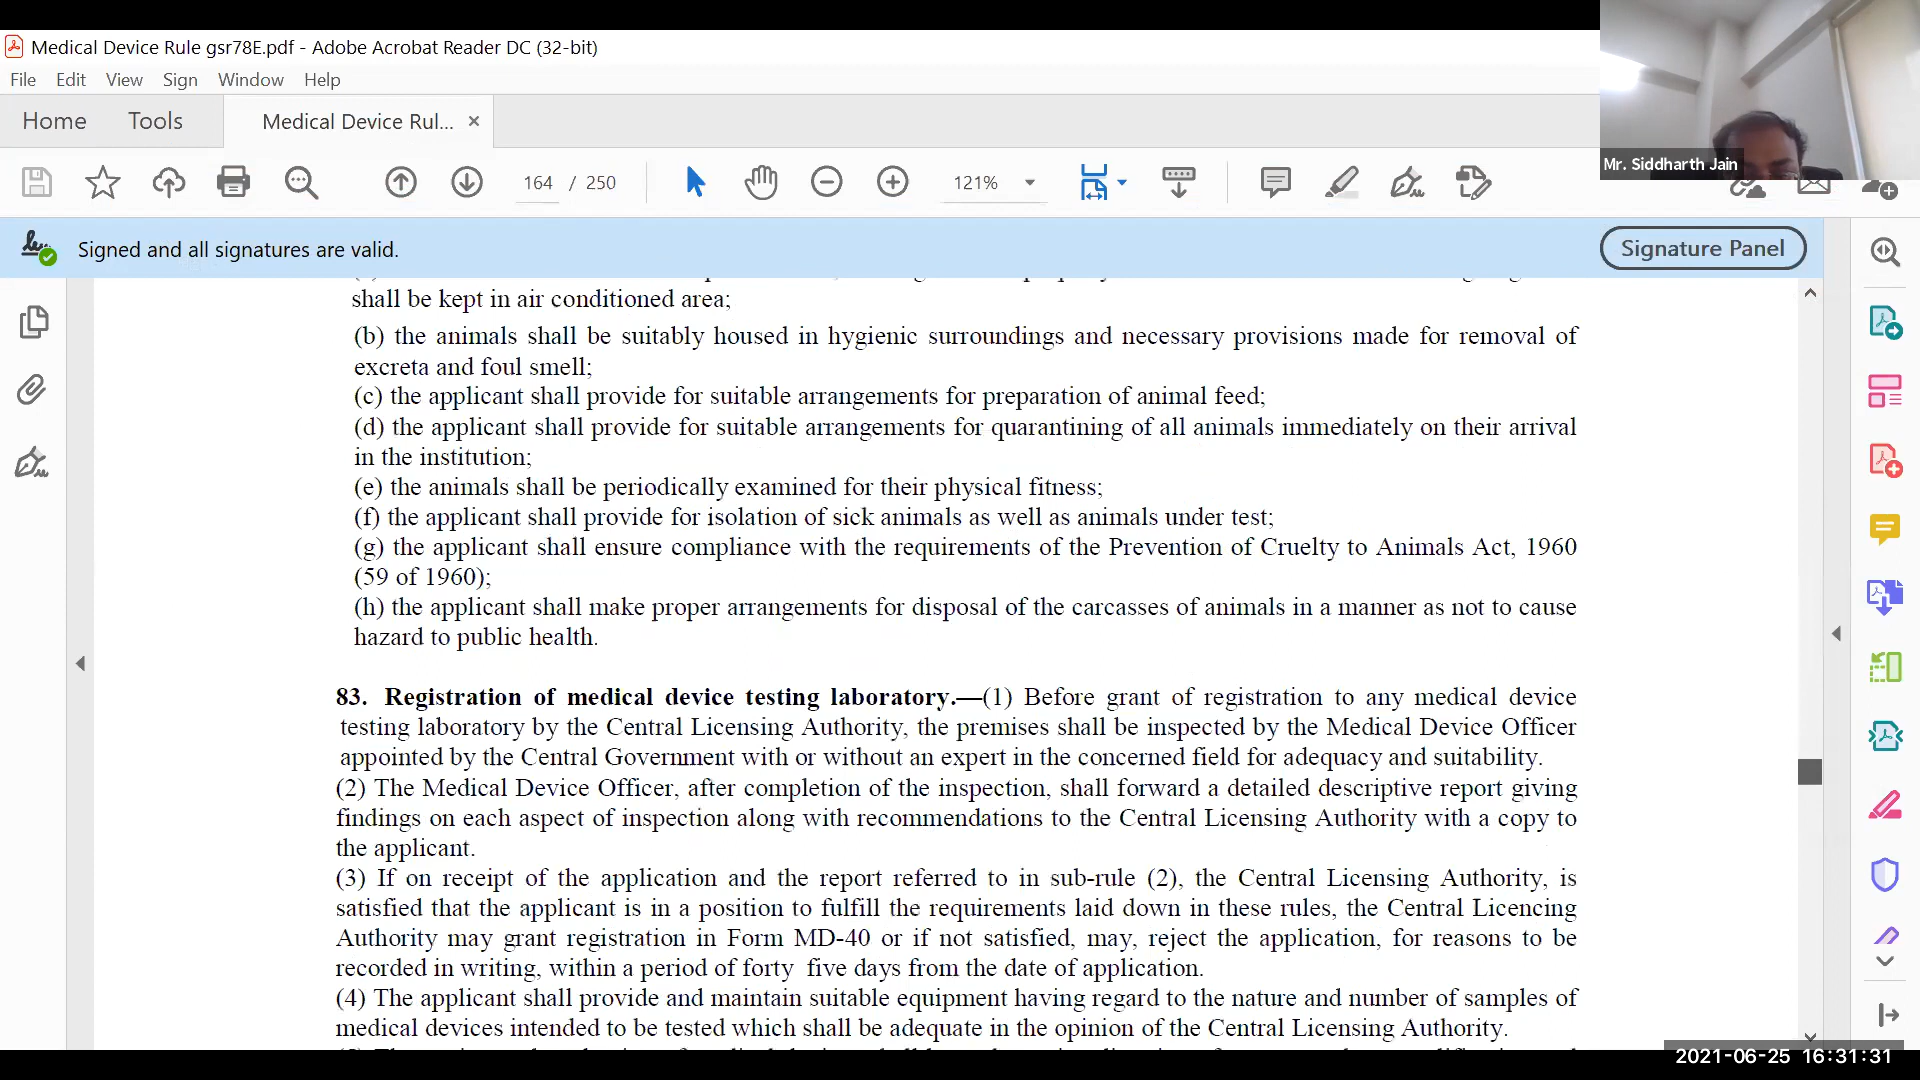 Medical Device Rule gsr78E.pdf - Adobe Acrobat Reader DC (32-bit)
File Edit View Sign Window Help
Home Tools Medical Device Rul... ×
Mr. Siddharth Jain
164 / 250 121%
Signed and all signatures are valid.
Signature Panel
shall be kept in air conditioned area;
(b) the animals shall be suitably housed in hygienic surroundings and necessary provisions made for removal of
excreta and foul smell;
(c) the applicant shall provide for suitable arrangements for preparation of animal feed;
(d) the applicant shall provide for suitable arrangements for quarantining of all animals immediately on their arrival
in the institution;
(e) the animals shall be periodically examined for their physical fitness;
(f) the applicant shall provide for isolation of sick animals as well as animals under test;
(g) the applicant shall ensure compliance with the requirements of the Prevention of Cruelty to Animals Act, 1960
(59 of 1960);
(h) the applicant shall make proper arrangements for disposal of the carcasses of animals in a manner as not to cause
hazard to public health.
83. Registration of medical device testing laboratory.—(1) Before grant of registration to any medical device
testing laboratory by the Central Licensing Authority, the premises shall be inspected by the Medical Device Officer
appointed by the Central Government with or without an expert in the concerned field for adequacy and suitability.
(2) The Medical Device Officer, after completion of the inspection, shall forward a detailed descriptive report giving
findings on each aspect of inspection along with recommendations to the Central Licensing Authority with a copy to
the applicant.
(3) If on receipt of the application and the report referred to in sub-rule (2), the Central Licensing Authority, is
satisfied that the applicant is in a position to fulfill the requirements laid down in these rules, the Central Licencing
Authority may grant registration in Form MD-40 or if not satisfied, may, reject the application, for reasons to be
recorded in writing, within a period of forty five days from the date of application.
(4) The applicant shall provide and maintain suitable equipment having regard to the nature and number of samples of
medical devices intended to be tested which shall be adequate in the opinion of the Central Licensing Authority.
2021-06-25 16:31:31